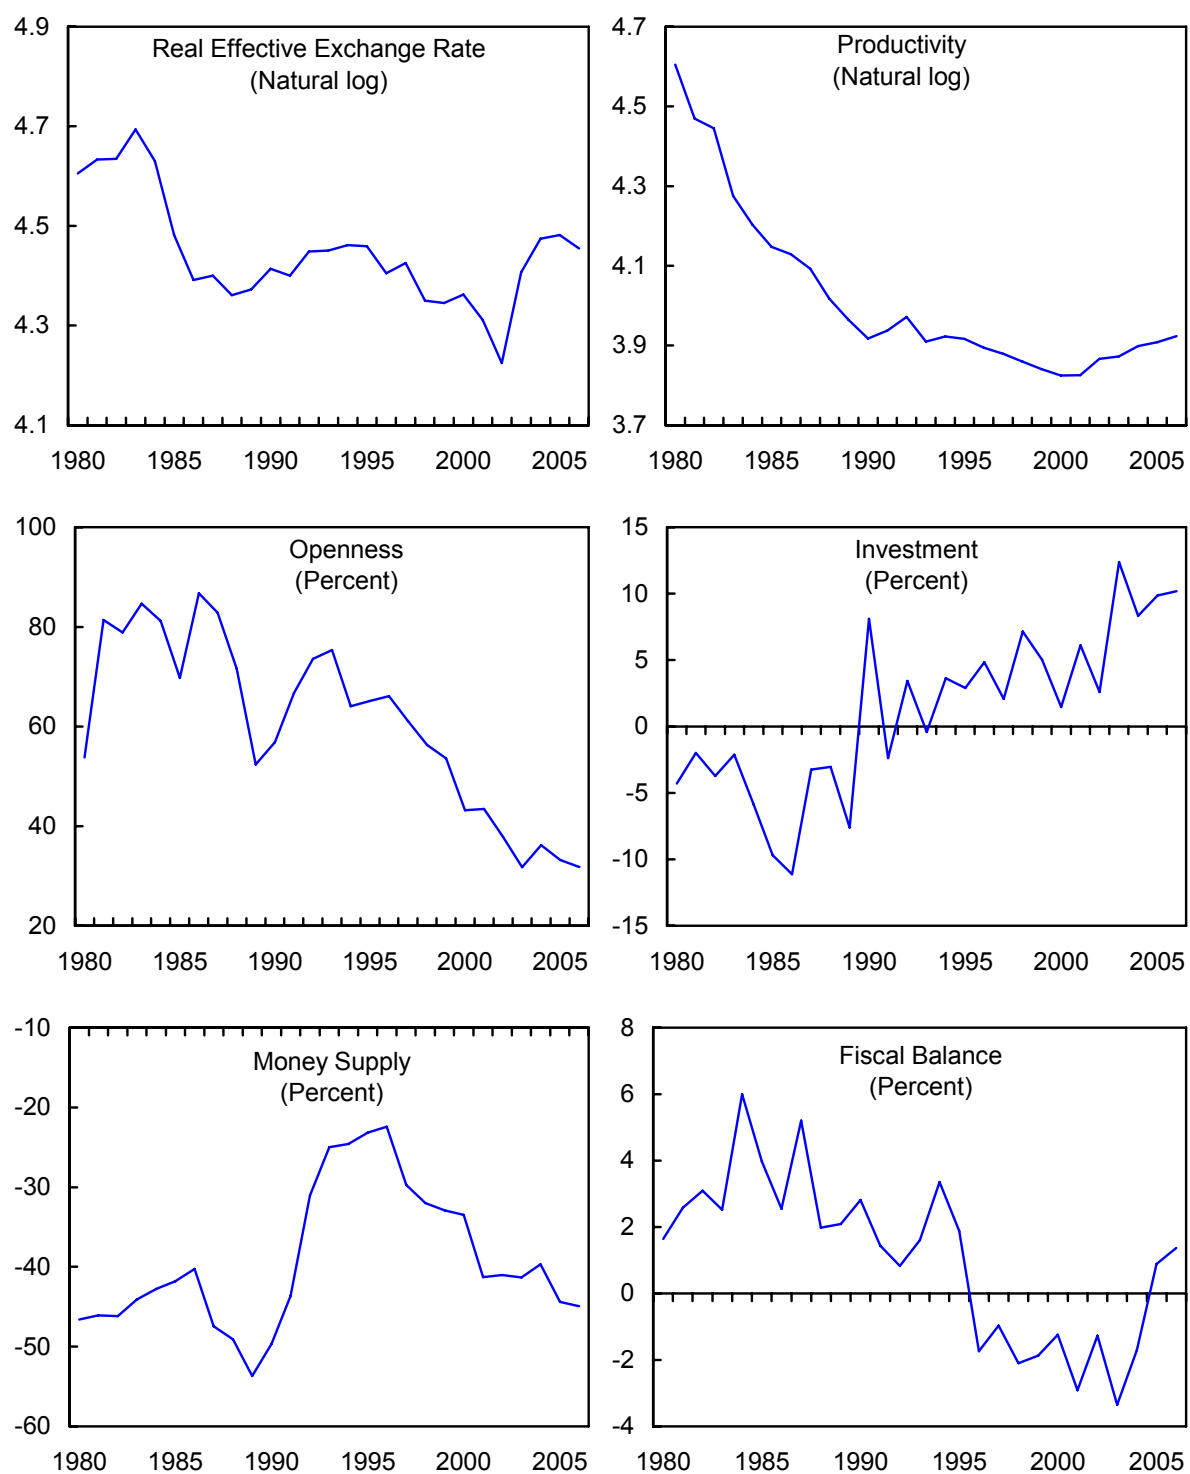 Real Effective Exchange Rate
(Natural log)
4.9
4.7
4.5
4.3
4.1
1980 1985 1990 1995 2000 2005
Productivity
(Natural log)
4.7
4.5
4.3
4.1
3.9
3.7
1980 1985 1990 1995 2000 2005
Openness
(Percent)
100
80
60
40
20
1980 1985 1990 1995 2000 2005
Investment
(Percent)
15
10
5
0
-5
-10
-15
1980 1985 1990 1995 2000 2005
Money Supply
(Percent)
-10
-20
-30
-40
-50
-60
1980 1985 1990 1995 2000 2005
Fiscal Balance
(Percent)
8
6
4
2
0
-2
-4
1980 1985 1990 1995 2000 2005